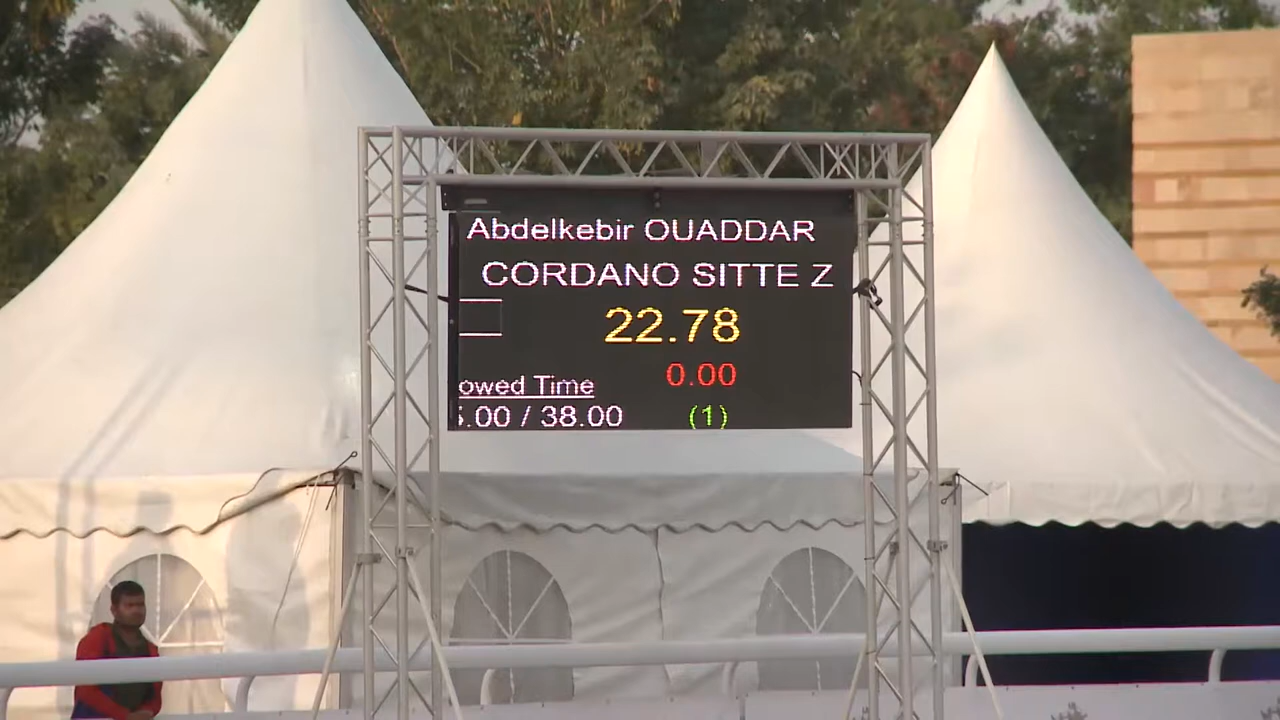 Abdelkebir OUADDAR
CORDANO SITTE Z
22.78
0.00
owed Time
.00 / 38.00
(1)